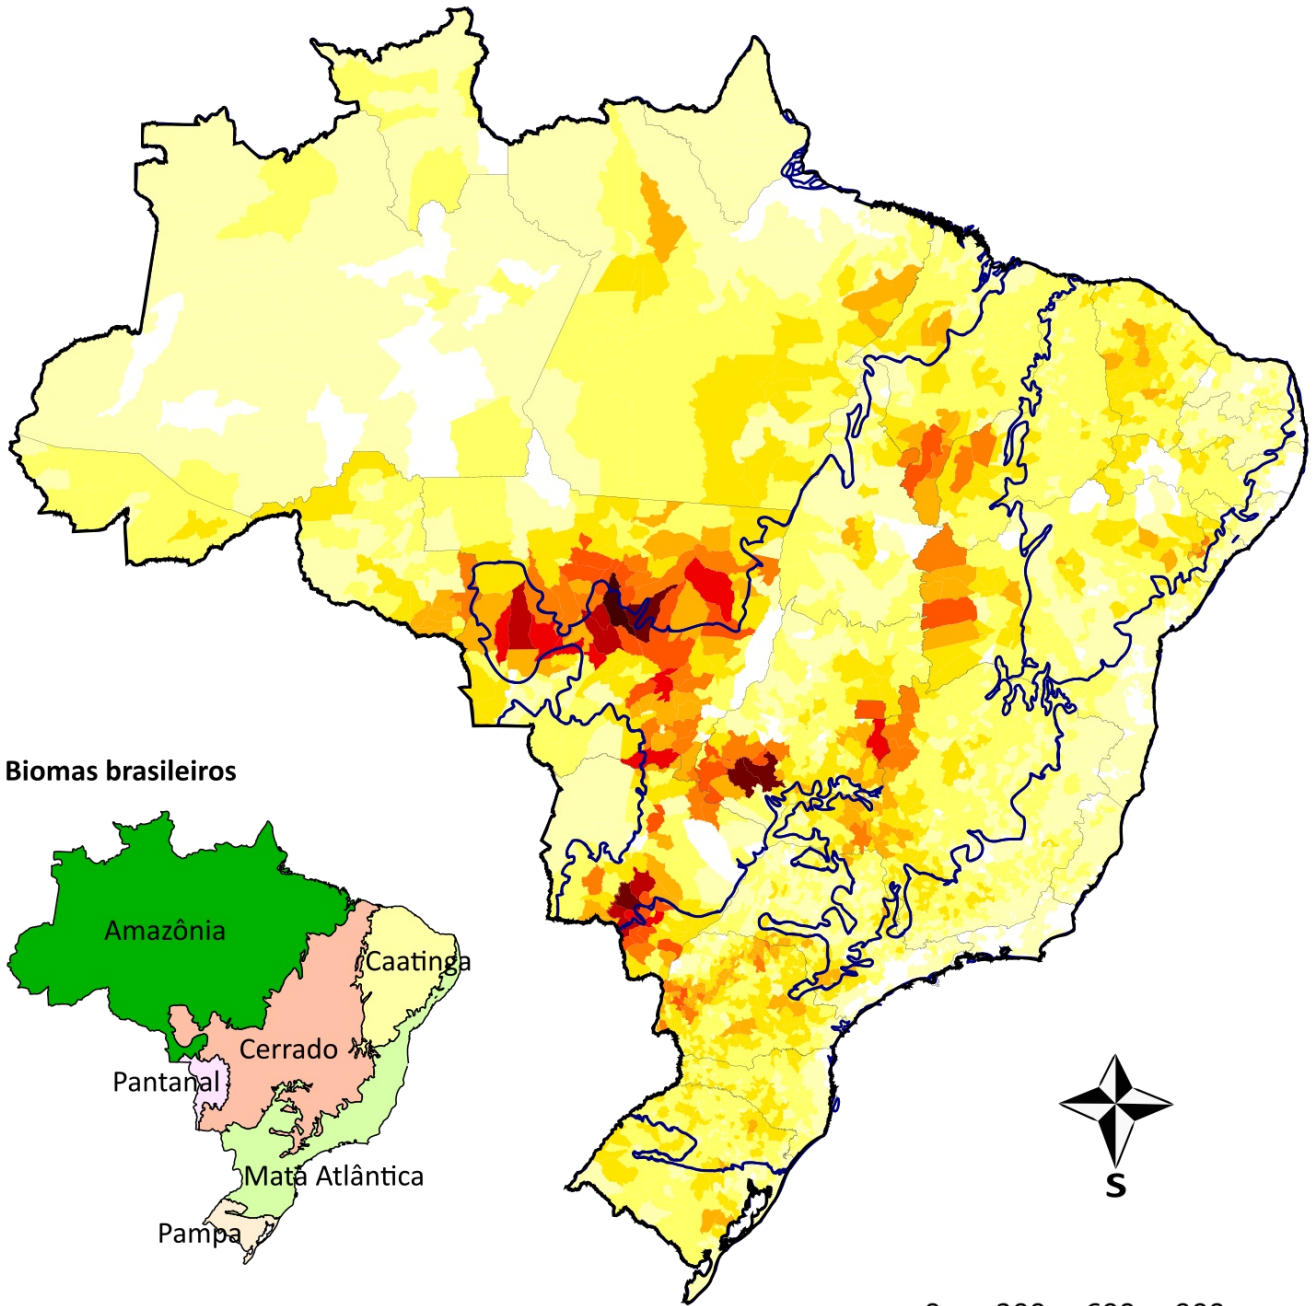 Biomas brasileiros
Amazônia
Caatinga
Cerrado
Pantanal
Mata Atlântica
Pampa
S